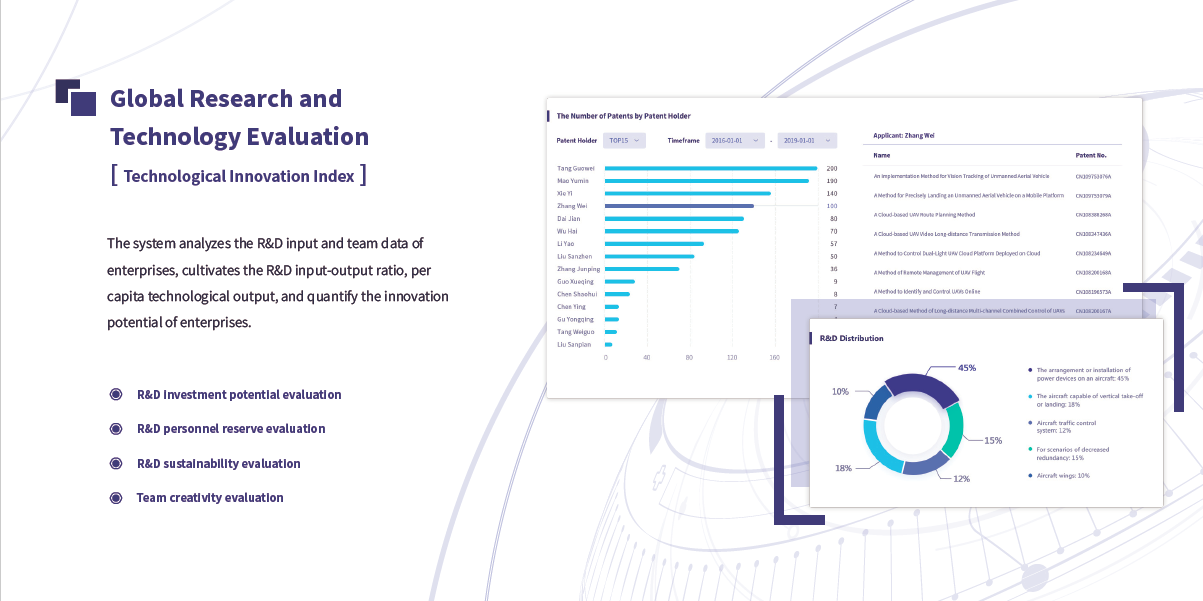 Global Research and
Technology Evaluation
[ Technological Innovation Index ]
The system analyzes the R&D input and team data of
enterprises, cultivates the R&D input-output ratio, per
capita technological output, and quantify the innovation
potential of enterprises.
R&D investment potential evaluation
R&D personnel reserve evaluation
R&D sustainability evaluation
Team creativity evaluation
The Number of Patents by Patent Holder
Patent Holder TOP15 Timeframe 2016-01-01 - 2019-01-01
Tang Guowei 200
Mao Yumin 190
Xie Yi 140
Zhang Wei 100
Dai Jian 80
Wu Hai 70
Li Yao 57
Liu Sanzhen 50
Zhang Junping 36
Guo Xueqing 9
Chen Shaohui 8
Chen Ying 7
Gu Yongqing
Tang Weiguo
Liu Sanpian
0 40 80 120 160
Applicant: Zhang Wei
Name Patent No.
An Implementation Method for Vision Tracking of Unmanned Aerial Vehicle CN109753076A
A Method for Precisely Landing an Unmanned Aerial Vehicle on a Mobile Platform CN109753079A
A Cloud-based UAV Route Planning Method CN108388268A
A Cloud-based UAV Video Long-distance Transmission Method CN108347436A
A Method to Control Dual-Light UAV Cloud Platform Deployed on Cloud CN108234849A
A Method of Remote Management of UAV Flight CN108200168A
A Method to Identify and Control UAVs Online CN108196573A
A Cloud-based Method of Long-distance Multi-channel Combined Control of UAVs CN108200167A
R&D Distribution
45%
10%
15%
18%
12%
The arrangement or installation of
power devices on an aircraft: 45%
The aircraft capable of vertical take-off
or landing: 18%
Aircraft traffic control
system: 12%
For scenarios of decreased
redundancy: 15%
Aircraft wings: 10%